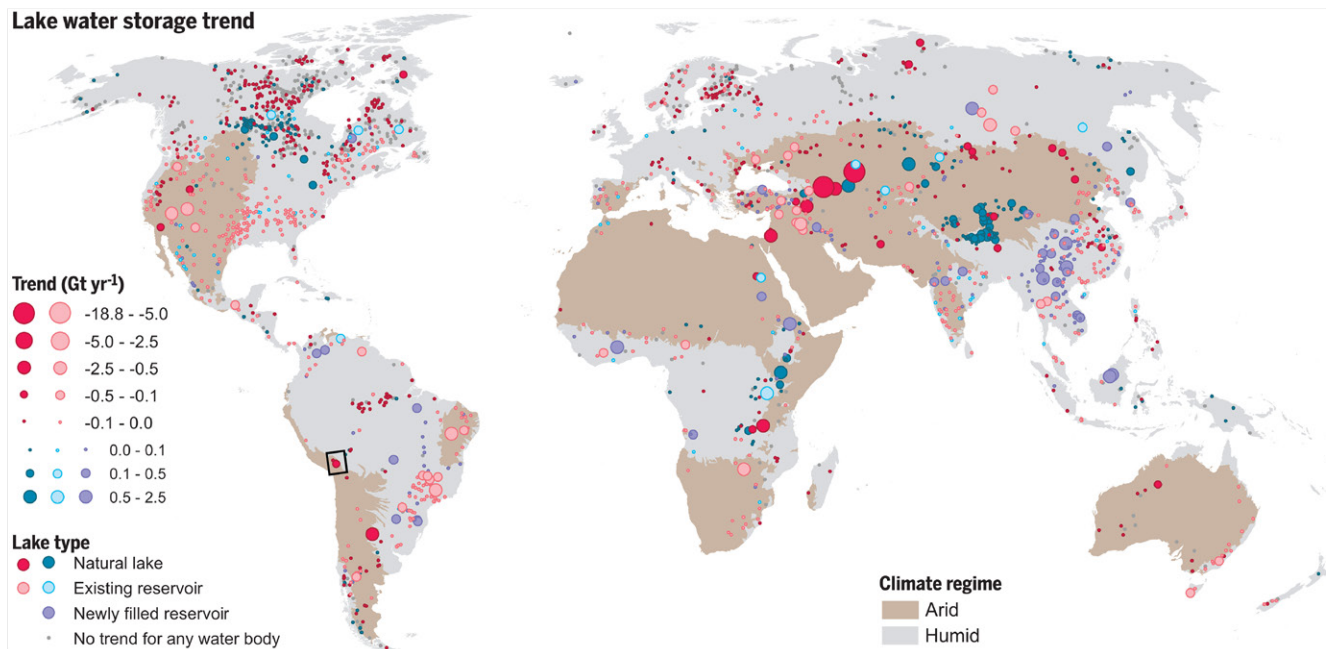 Lake water storage trend
Trend (Gt yr-1)
-18.8 - -5.0
-5.0 - -2.5
-2.5 - -0.5
-0.5 - -0.1
-0.1 - 0.0
0.0 - 0.1
0.1 - 0.5
0.5 - 2.5
Lake type
Natural lake
Existing reservoir
Newly filled reservoir
No trend for any water body
Climate regime
Arid
Humid